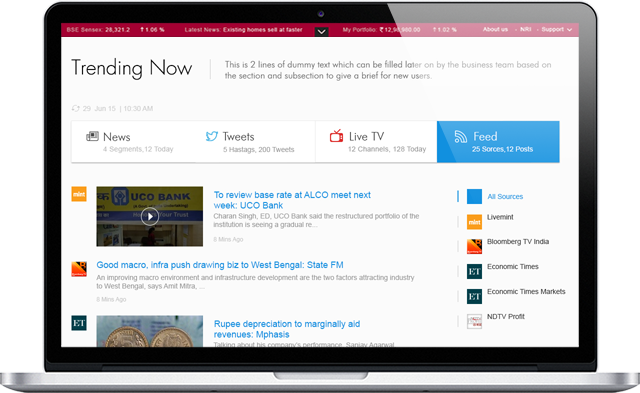 BSE Sensex: 28,321.2 ₹ 1.06 % Latest News: Existing homes sell at faster My Portfolio: ₹ 12,98,960.00 ₹ 1.82 % About us - NRI - Support
Trending Now
This is 2 lines of dummy text which can be filled later on by the business team based on
the section and subsection to give a brief for new users.
29 Jun 15 | 10:30 AM
News
4 Segments,12 Today
Tweets
5 Hastags, 200 Tweets
Live TV
12 Channels, 128 Today
Feed
25 Sorces,12 Posts
mint
UCO BANK
Your Trust
To review base rate at ALCO meet next
week: UCO Bank
Charan Singh, ED, UCO Bank said the restructured portfolio of the
institution is seeing a gradual re...
8 Mins Ago
Good macro, infra push drawing biz to West Bengal: State FM
An improving macro environment and infrastructure development are the two factors attracting industry
to West Bengal, says Amit Mitra, ...
ET
Rupee depreciation to marginally aid
revenues: Mphasis
Talking about his company's performance, Sanjay Agarwal,
All Sources
mint
Livemint
Bloomberg TV India
ET
Economic Times
ET
Economic Times Markets
NDTV Profit